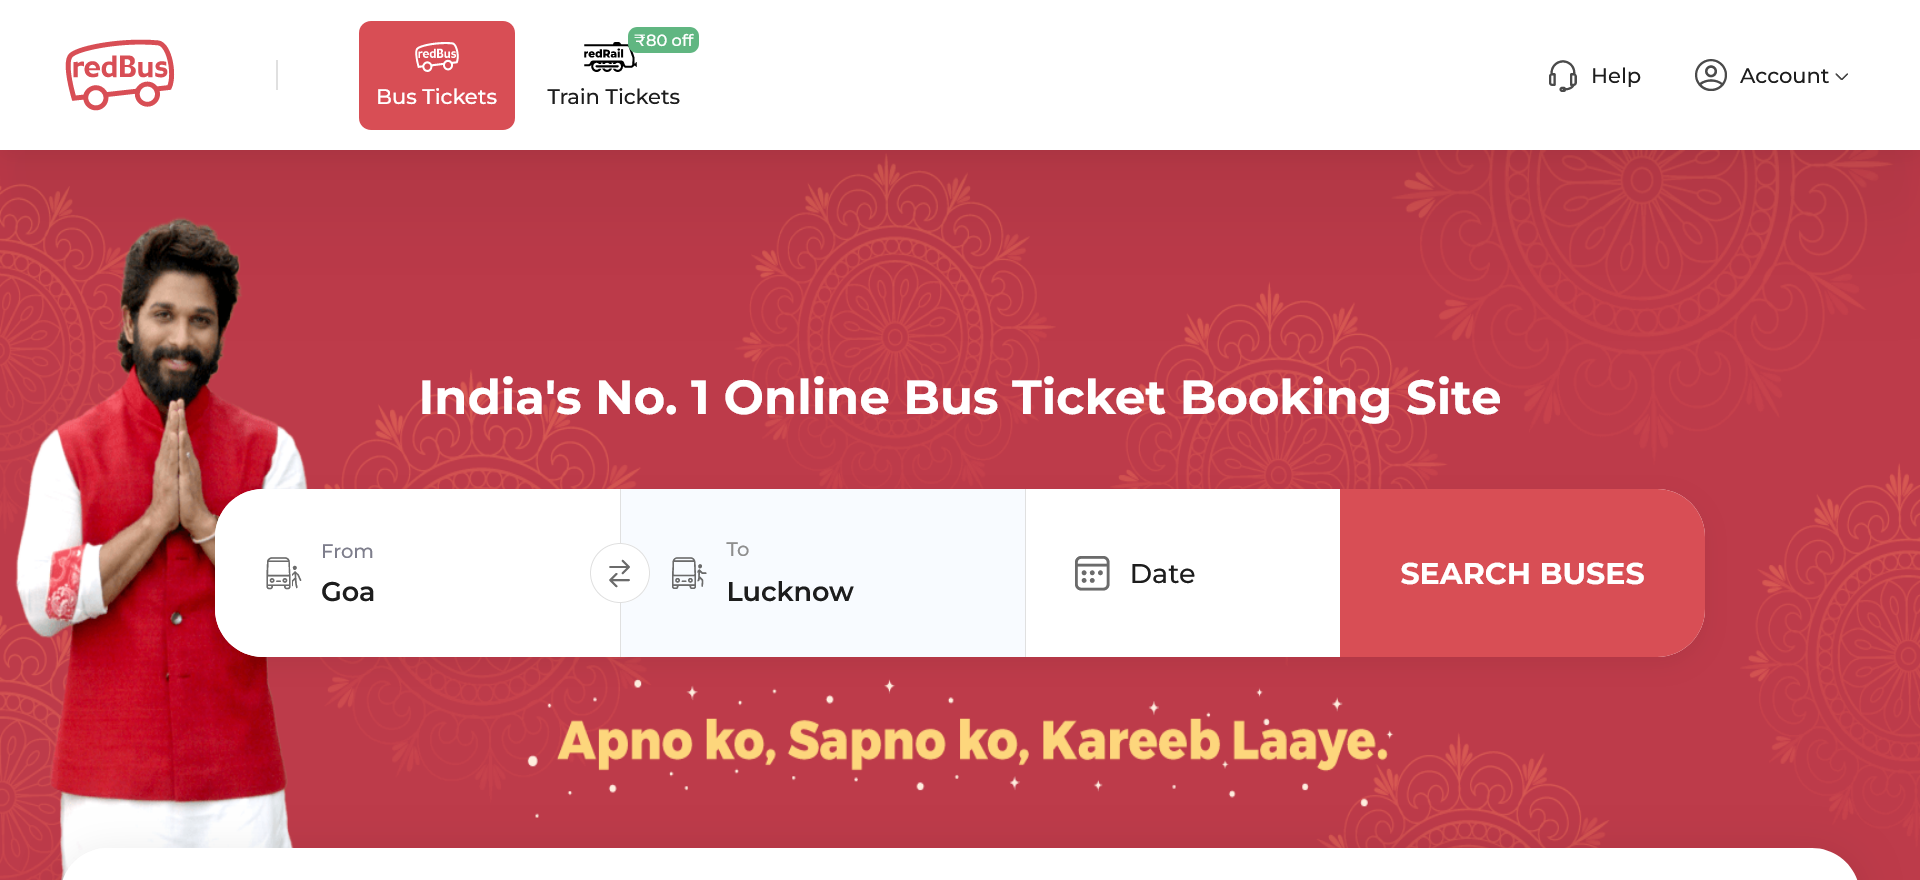 redBus
redBus
Bus Tickets
redRail
₹80 off
Train Tickets
Help
Account
India's No. 1 Online Bus Ticket Booking Site
From
Goa
To
Lucknow
Date
SEARCH BUSES
Apno ko, Sapno ko, Kareeb Laaye.